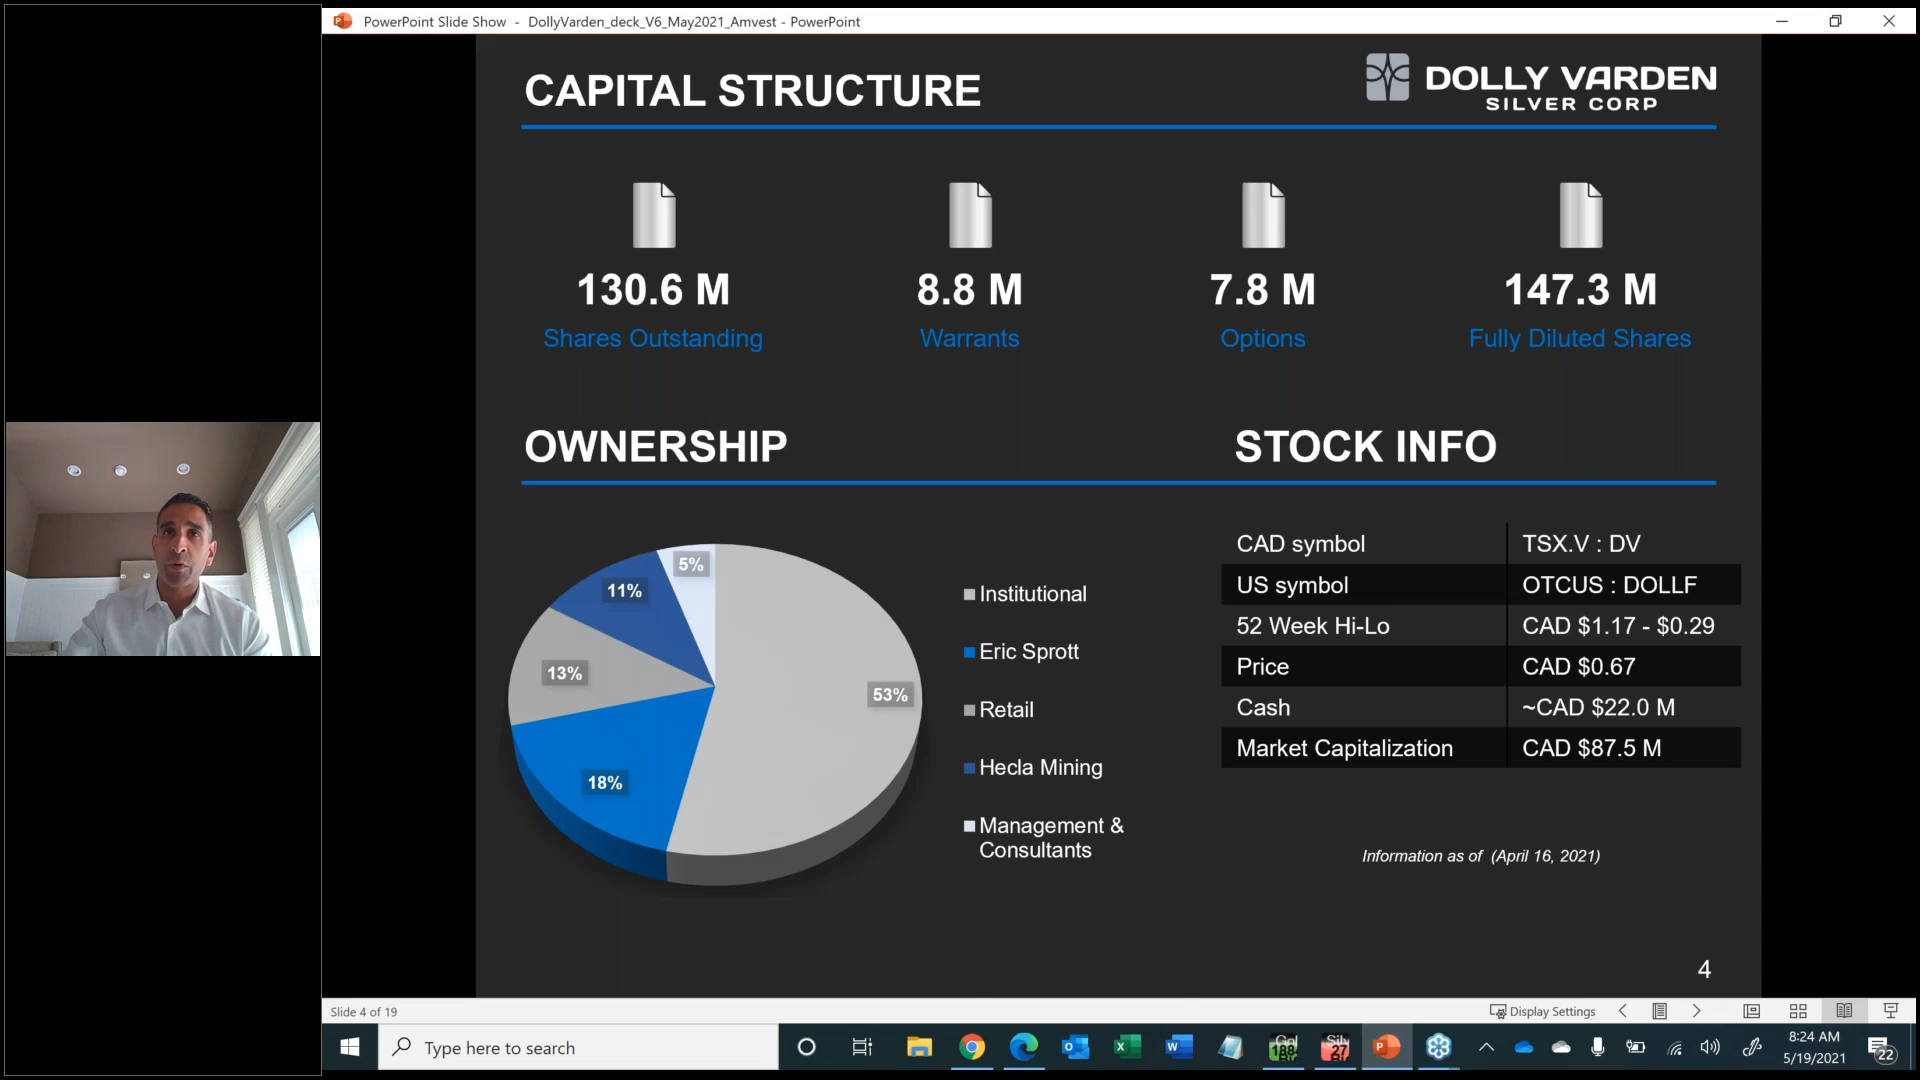 PowerPoint Slide Show - DollyVarden_deck_V6_May2021_Amvest - PowerPoint
CAPITAL STRUCTURE
DOLLY VARDEN
SILVER CORP
130.6 M
Shares Outstanding
8.8 M
Warrants
7.8 M
Options
147.3 M
Fully Diluted Shares
OWNERSHIP
5%
11%
13%
53%
18%
Institutional
Eric Sprott
Retail
Hecla Mining
Management &
Consultants
STOCK INFO
CAD symbol TSX.V : DV
US symbol OTCUS : DOLLF
52 Week Hi-Lo CAD $1.17 - $0.29
Price CAD $0.67
Cash ~CAD $22.0 M
Market Capitalization CAD $87.5 M
Information as of (April 16, 2021)
4
Slide 4 of 19
Display Settings
Type here to search
8:24 AM
5/19/2021
22